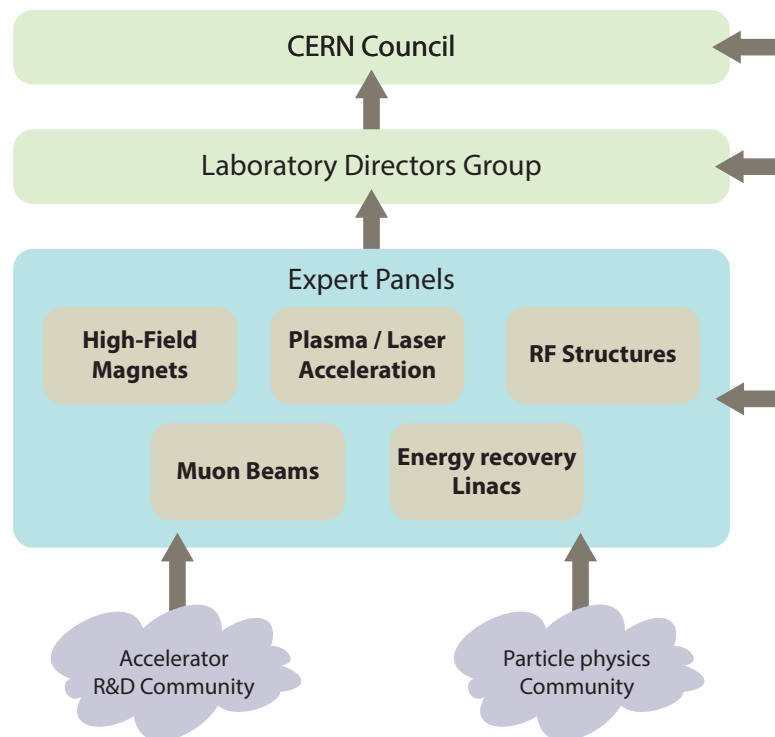 CERN Council
Laboratory Directors Group
Expert Panels
High-Field
Magnets
Plasma / Laser
Acceleration
RF Structures
Muon Beams
Energy recovery
Linacs
Accelerator
R&D Community
Particle physics
Community